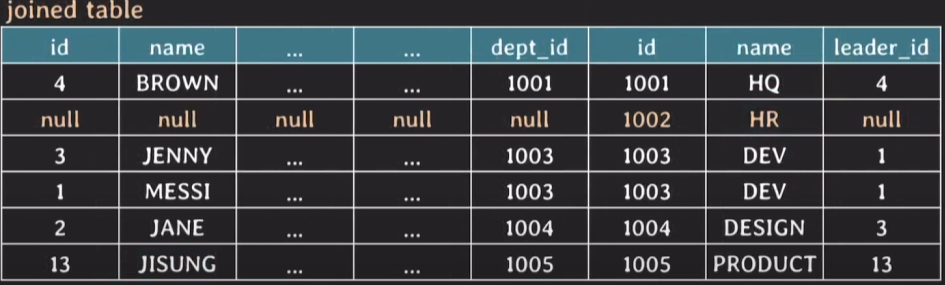 joined table
id name ... ... dept_id id name leader_id
4 BROWN ... ... 1001 1001 HQ 4
null null null null null 1002 HR null
3 JENNY ... ... 1003 1003 DEV 1
1 MESSI ... ... 1003 1003 DEV 1
2 JANE ... ... 1004 1004 DESIGN 3
13 JISUNG ... ... 1005 1005 PRODUCT 13